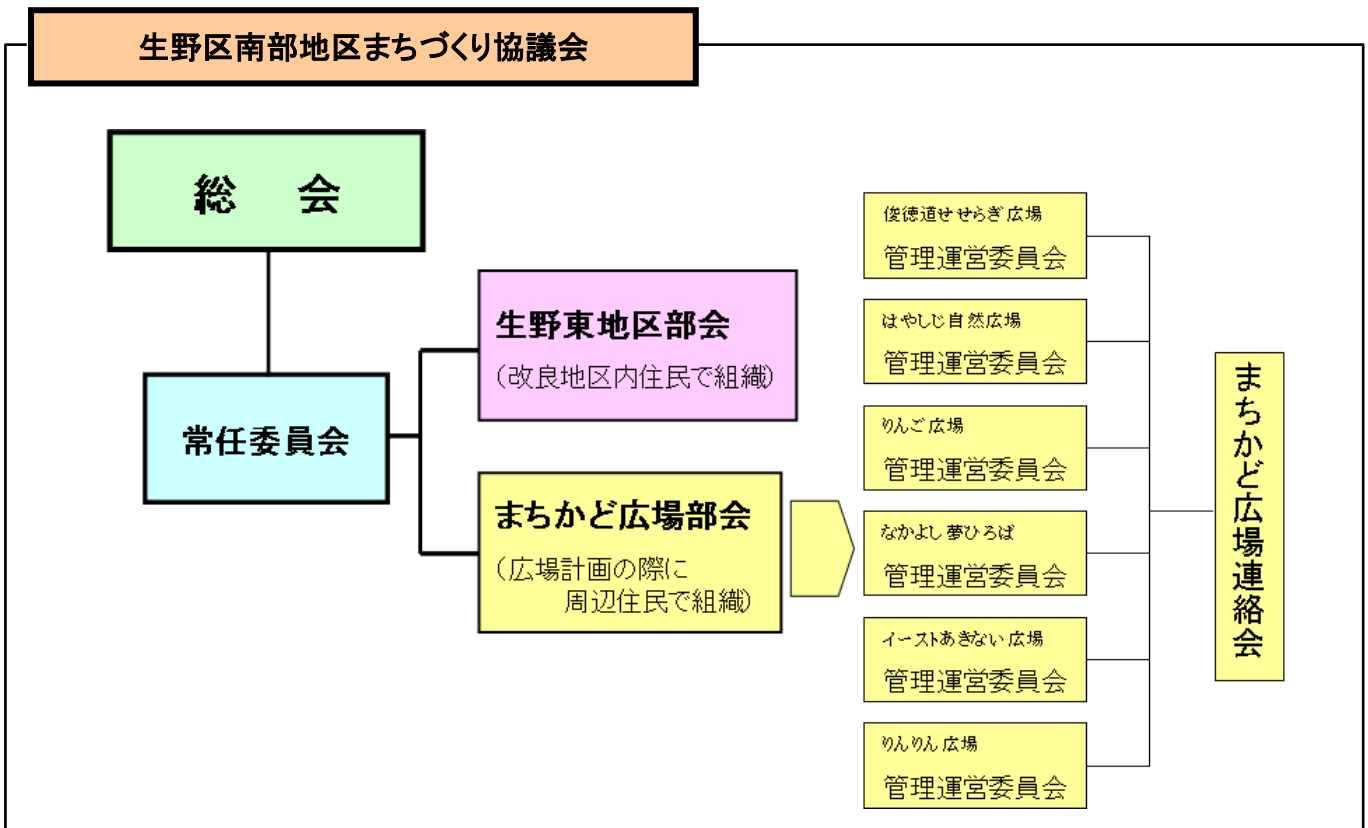 生野区南部地区まちづくり協議会
総 会
常任委員会
生野東地区部会
(改良地区内住民で組織)
まちかど広場部会
(広場計画の際に
周辺住民で組織)
俊徳道せせらぎ広場
管理運営委員会
はやしじ自然広場
管理運営委員会
りんご広場
管理運営委員会
なかよし夢ひろば
管理運営委員会
イーストあきない広場
管理運営委員会
りんりん広場
管理運営委員会
まちかど広場連絡会